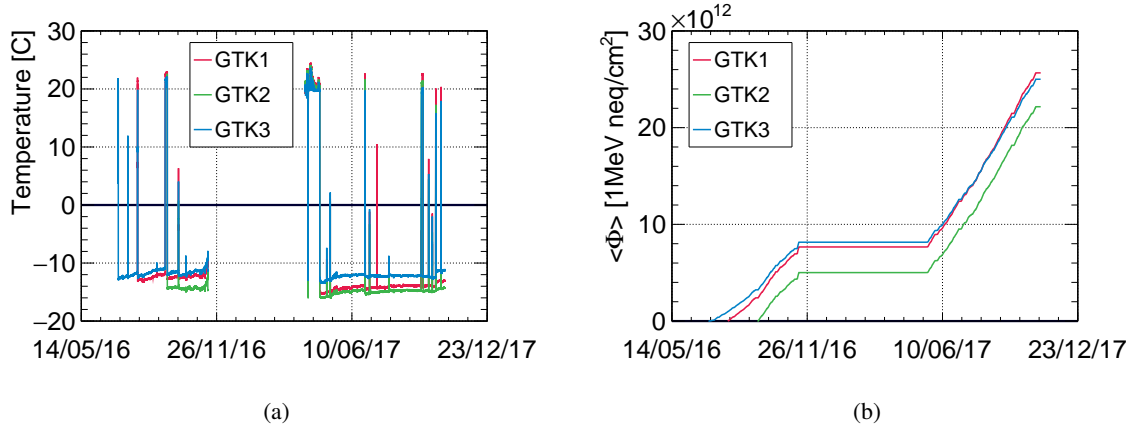 Temperature [C]
30
20
10
0
−10
−20
14/05/16
26/11/16
10/06/17
23/12/17
GTK1
GTK2
GTK3
(a)
<Φ> [1MeV neq/cm²]
×10¹²
30
20
10
0
14/05/16
26/11/16
10/06/17
23/12/17
GTK1
GTK2
GTK3
(b)